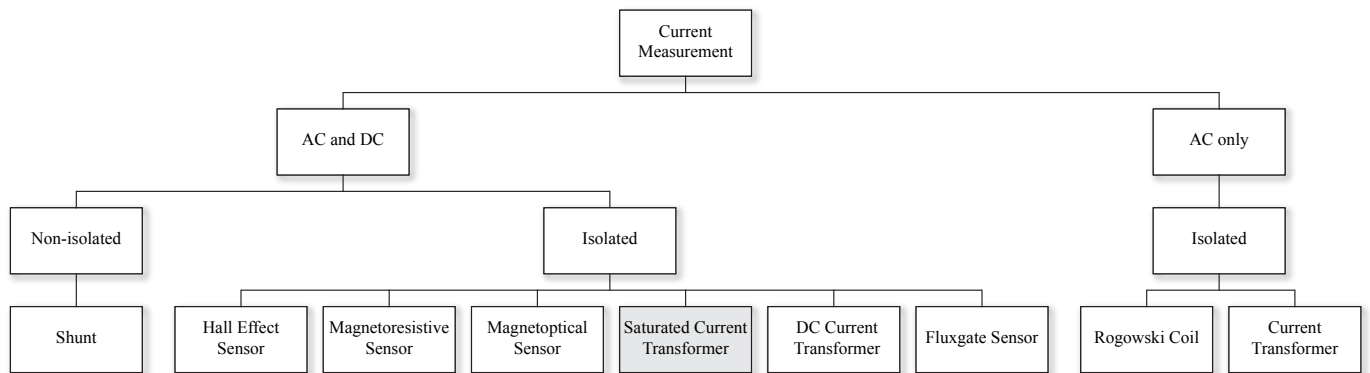 Current
Measurement
AC and DC
AC only
Non-isolated
Isolated
Isolated
Shunt
Hall Effect
Sensor
Magnetoresistive
Sensor
Magnetoptical
Sensor
Saturated Current
Transformer
DC Current
Transformer
Fluxgate Sensor
Rogowski Coil
Current
Transformer